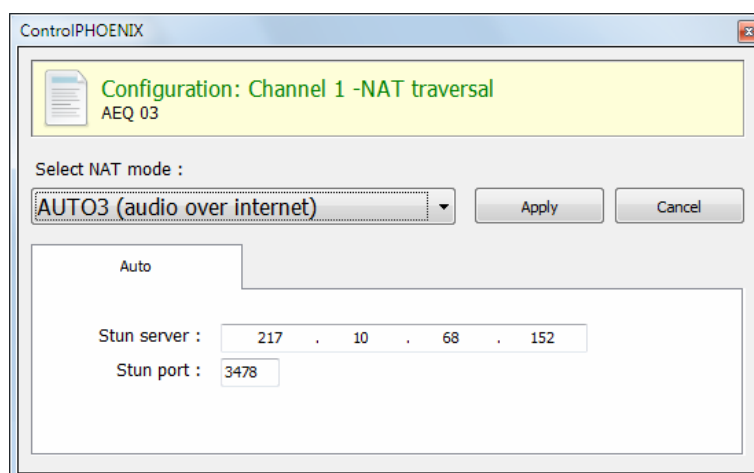 ControlPHOENIX
Configuration: Channel 1 -NAT traversal
AEQ 03
Select NAT mode :
AUTO3 (audio over internet) Apply Cancel
Auto
Stun server : 217 . 10 . 68 . 152
Stun port : 3478